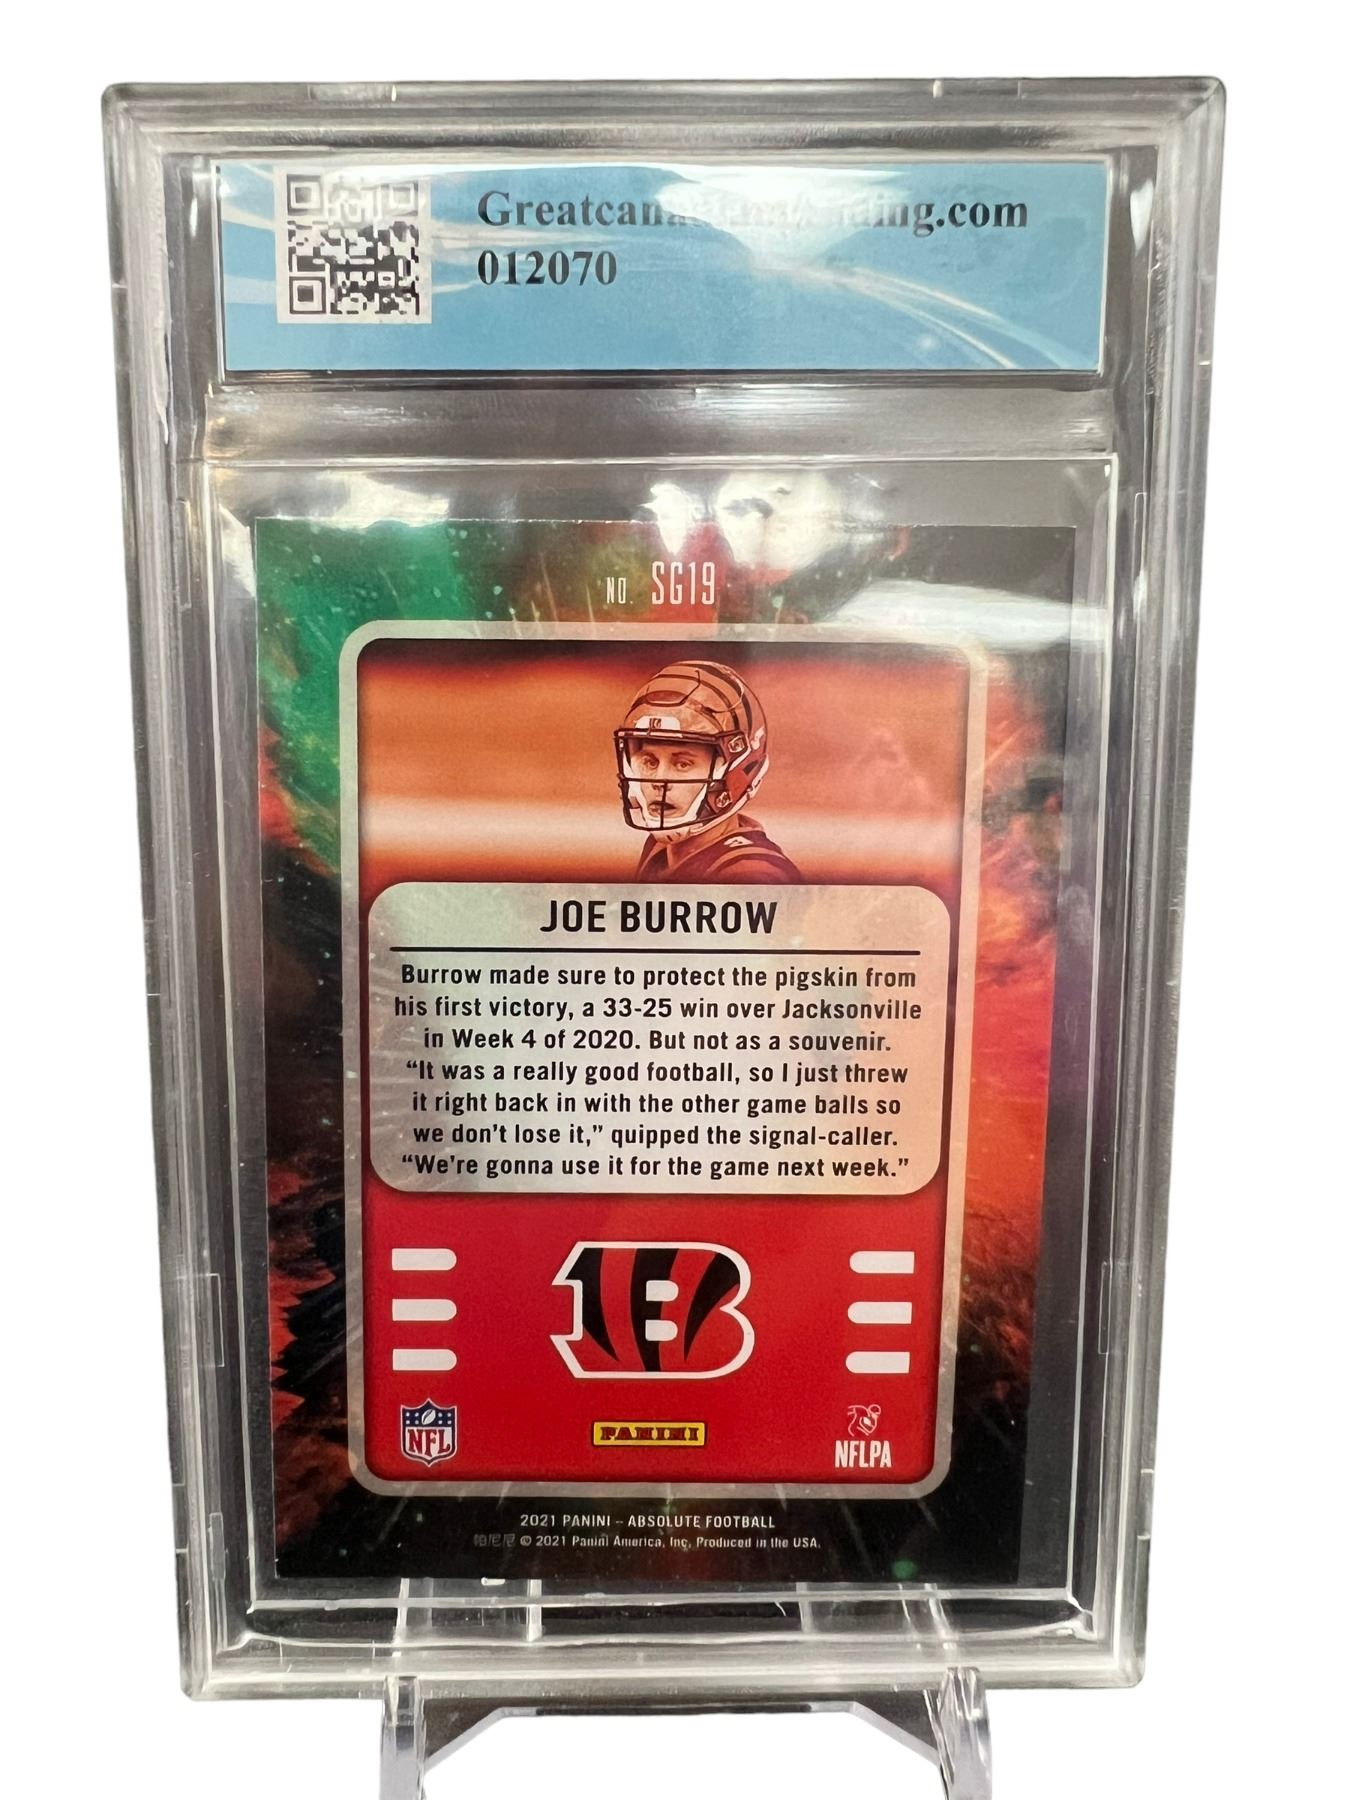 012070
NO. SG19
JOE BURROW
Burrow made sure to protect the pigskin from
his first victory, a 33-25 win over Jacksonville
in Week 4 of 2020. But not as a souvenir.
“It was a really good football, so I just threw
it right back in with the other game balls so
we don’t lose it,” quipped the signal-caller.
“We’re gonna use it for the game next week.”
B
NFL
PANINI
NFLPA
2021 PANINI – ABSOLUTE FOOTBALL
帕尼尼 © 2021 Panini America, Inc. Produced in the USA.